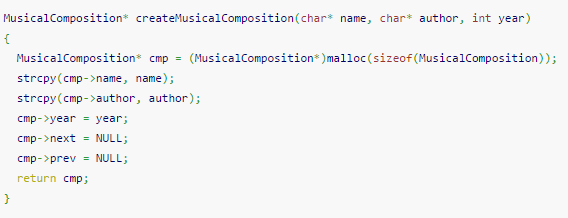 MusicalComposition* createMusicalComposition(char* name, char* author, int year)
{
  MusicalComposition* cmp = (MusicalComposition*)malloc(sizeof(MusicalComposition));
  strcpy(cmp->name, name);
  strcpy(cmp->author, author);
  cmp->year = year;
  cmp->next = NULL;
  cmp->prev = NULL;
  return cmp;
}